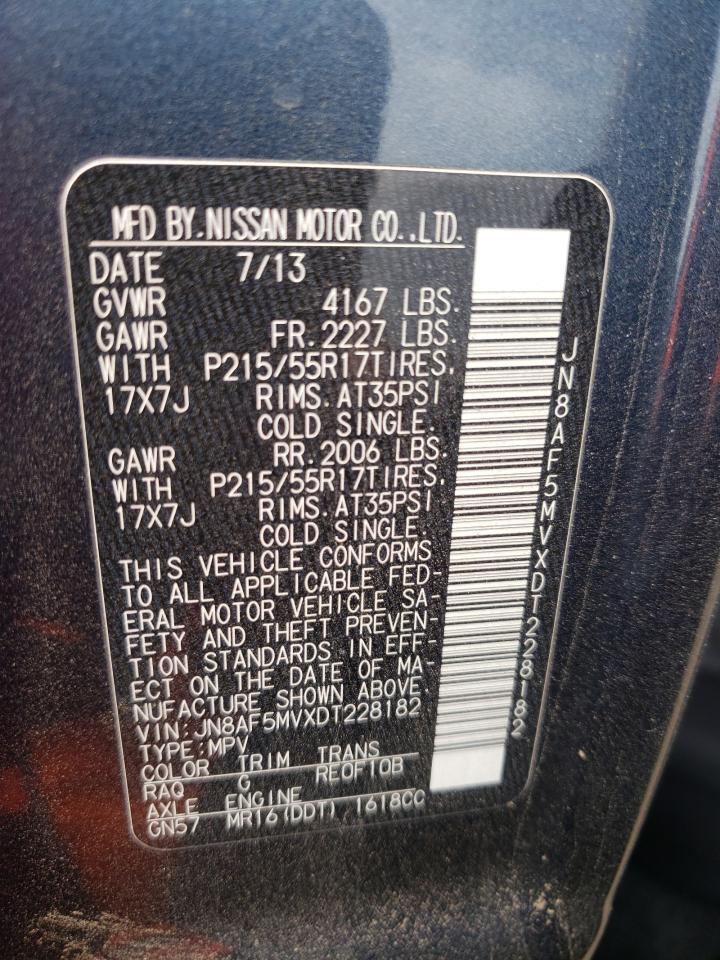 MFD BY.NISSAN MOTOR CO.,LTD.
DATE 7/13
GVWR 4167 LBS.
GAWR FR.2227 LBS.
WITH P215/55R17TIRES.
17X7J RIMS.AT35PSI
COLD SINGLE.
GAWR RR.2006 LBS.
WITH P215/55R17TIRES.
17X7J RIMS.AT35PSI
COLD SINGLE.
THIS VEHICLE CONFORMS
TO ALL APPLICABLE FED-
ERAL MOTOR VEHICLE SA-
FETY AND THEFT PREVEN-
TION STANDARDS IN EFF-
ECT ON THE DATE OF MA-
NUFACTURE SHOWN ABOVE.
VIN:JN8AF5MVXDT228182
TYPE:MPV
COLOR TRIM TRANS
RAQ G RE0F10B
AXLE ENGINE
GN57 MR16(DDT) 1618CC
JN8AF5MVXDT228182